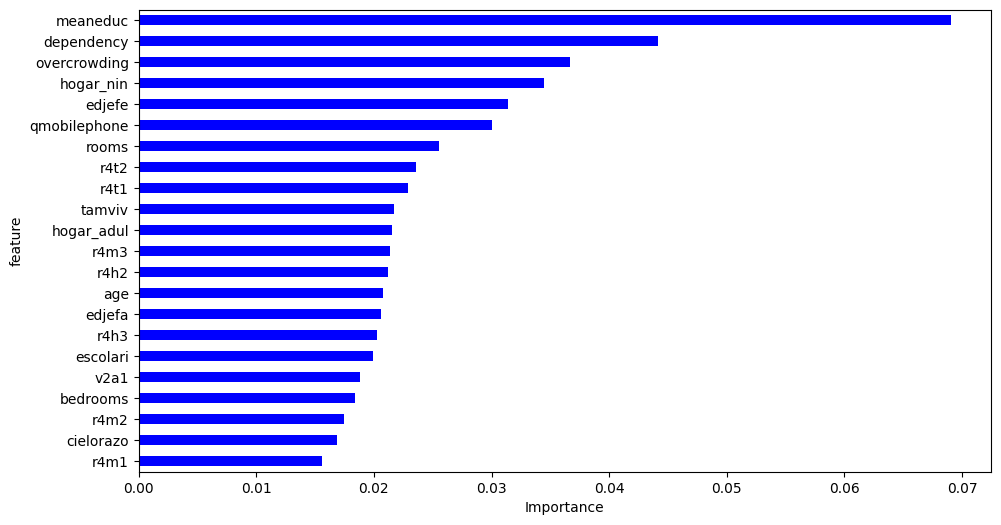 meaneduc
dependency
overcrowding
hogar_nin
edjefe
qmobilephone
rooms
r4t2
r4t1
tamviv
hogar_adul
r4m3
r4h2
age
edjefa
r4h3
escolari
v2a1
bedrooms
r4m2
cielorazo
r4m1
feature
0.00 0.01 0.02 0.03 0.04 0.05 0.06 0.07
Importance